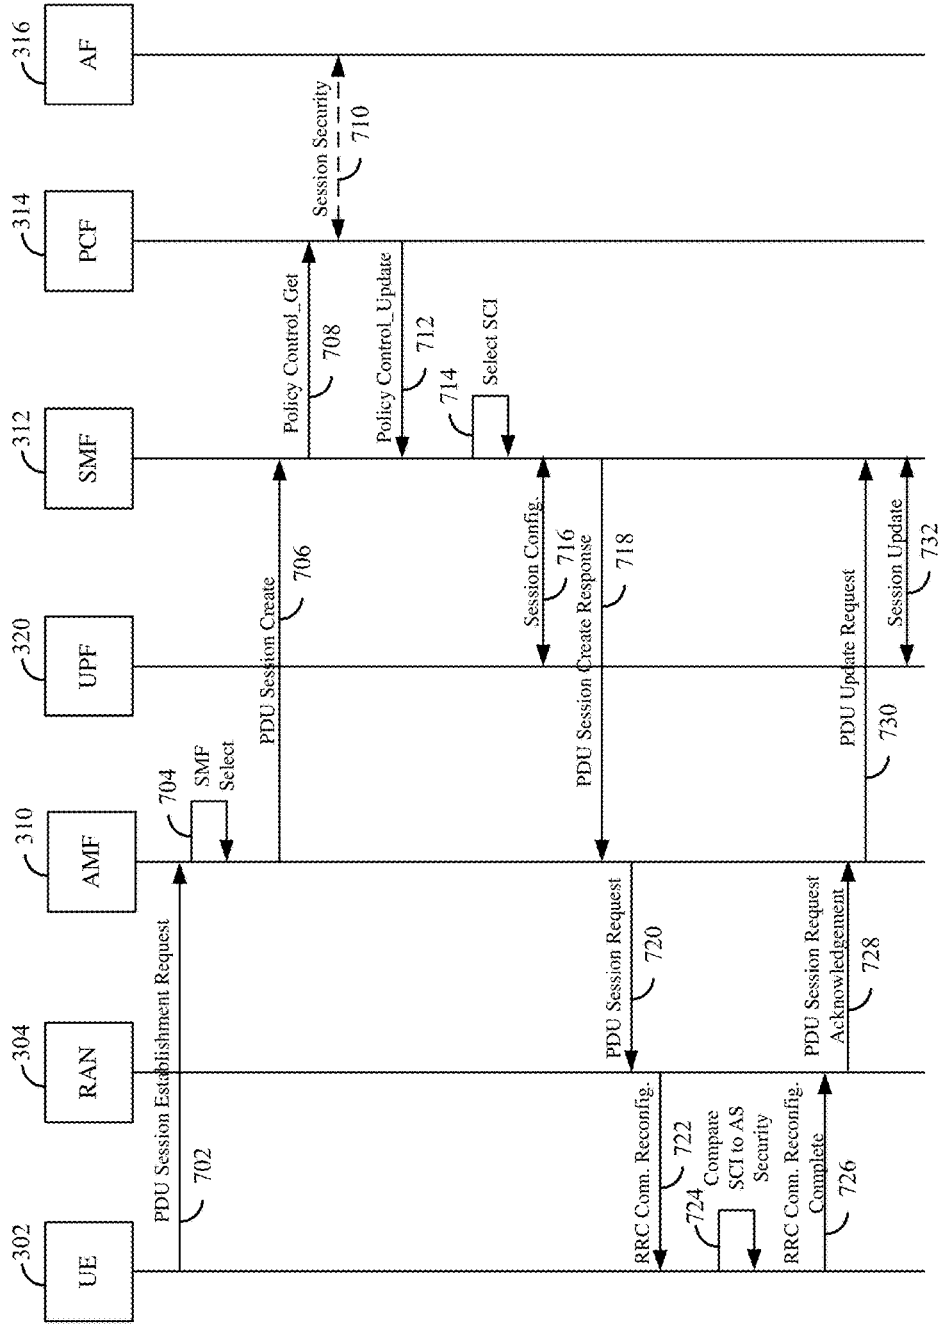 302
UE
304
RAN
310
AMF
320
UPF
312
SMF
314
PCF
316
AF
PDU Session Establishment Request
702
704
SMF
Select
PDU Session Create
706
Policy Control_Get
708
Session Security
710
Policy Control_Update
712
714
Select SCI
Session Config.
716
PDU Session Create Response
718
PDU Session Request
720
RRC Conn. Reconfig.
722
724
Compare
SCI to AS
Security
RRC Conn. Reconfig.
Complete
726
PDU Session Request
Acknowledgement
728
PDU Update Request
730
Session Update
732